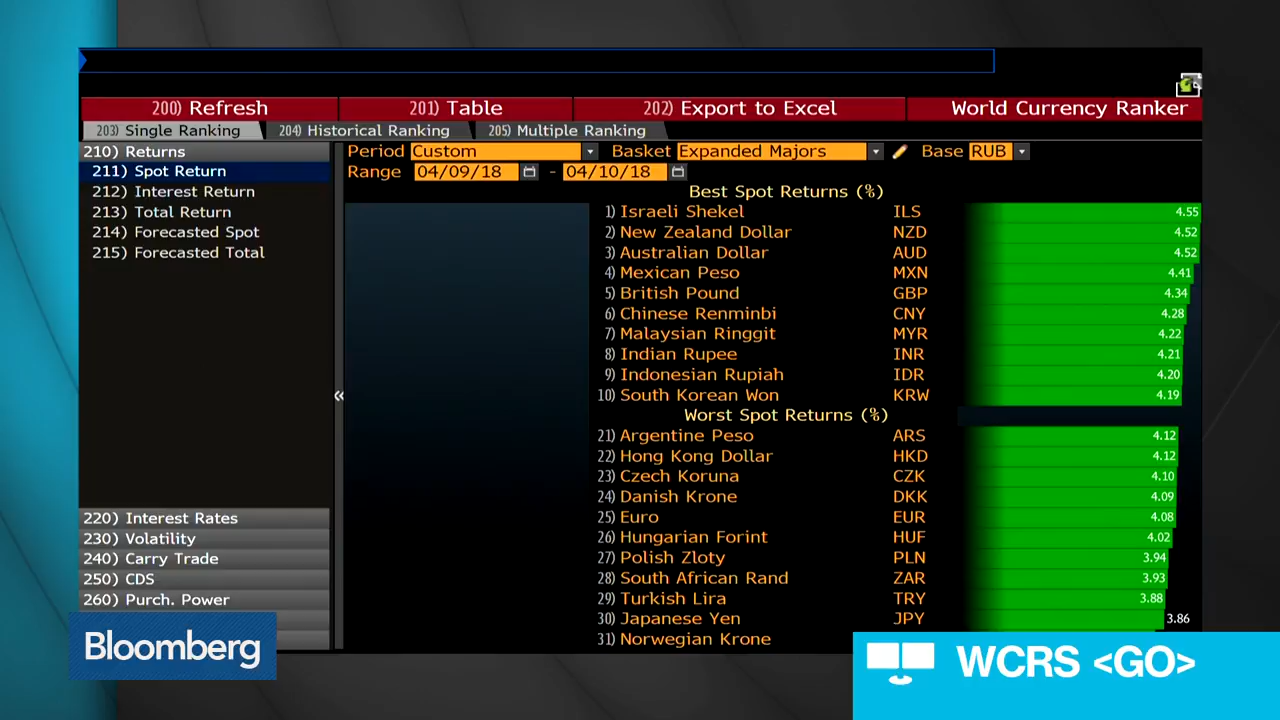 200) Refresh 201) Table 202) Export to Excel World Currency Ranker
203) Single Ranking 204) Historical Ranking 205) Multiple Ranking
210) Returns
211) Spot Return
212) Interest Return
213) Total Return
214) Forecasted Spot
215) Forecasted Total
220) Interest Rates
230) Volatility
240) Carry Trade
250) CDS
260) Purch. Power
Period Custom Basket Expanded Majors Base RUB
Range 04/09/18 - 04/10/18
«
Best Spot Returns (%)
1) Israeli Shekel ILS 4.55
2) New Zealand Dollar NZD 4.52
3) Australian Dollar AUD 4.52
4) Mexican Peso MXN 4.41
5) British Pound GBP 4.34
6) Chinese Renminbi CNY 4.28
7) Malaysian Ringgit MYR 4.22
8) Indian Rupee INR 4.21
9) Indonesian Rupiah IDR 4.20
10) South Korean Won KRW 4.19
Worst Spot Returns (%)
21) Argentine Peso ARS 4.12
22) Hong Kong Dollar HKD 4.12
23) Czech Koruna CZK 4.10
24) Danish Krone DKK 4.09
25) Euro EUR 4.08
26) Hungarian Forint HUF 4.02
27) Polish Zloty PLN 3.94
28) South African Rand ZAR 3.93
29) Turkish Lira TRY 3.88
30) Japanese Yen JPY 3.86
31) Norwegian Krone
Bloomberg
WCRS <GO>